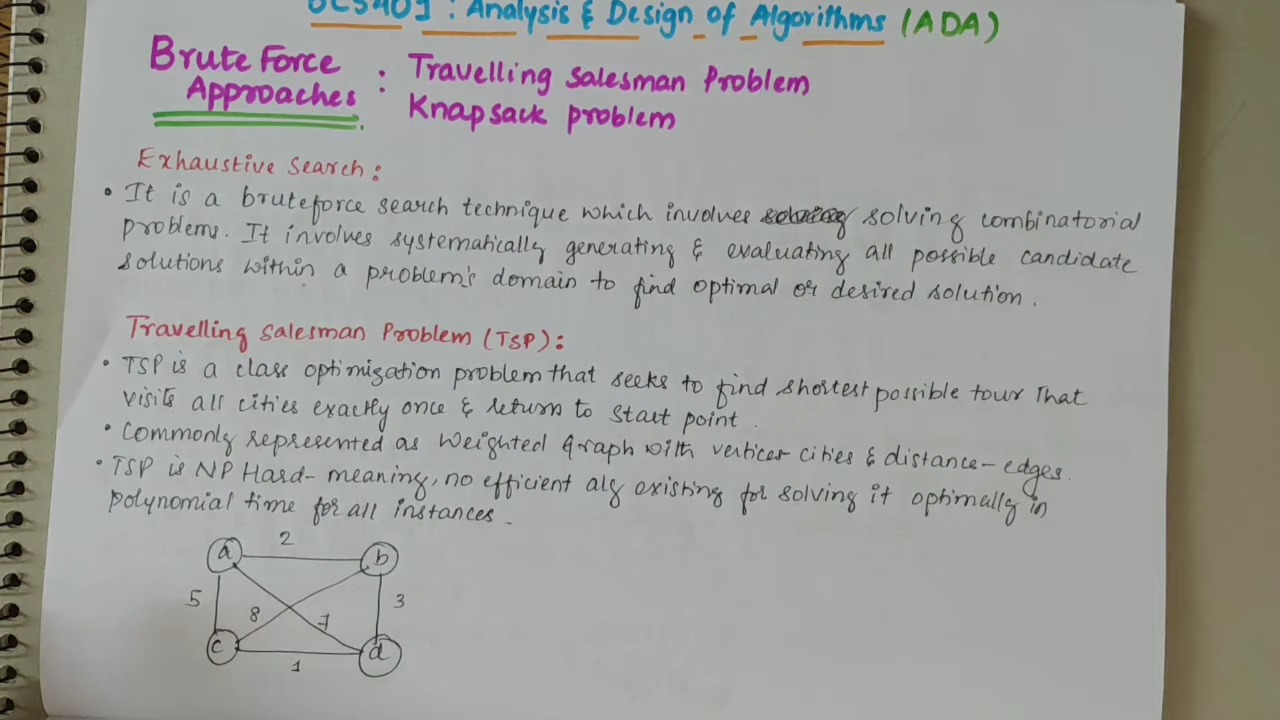 BCS401 : Analysis & Design of Algorithms (ADA)
Brute Force Approaches : Travelling Salesman Problem
Knapsack problem
Exhaustive Search :
• It is a bruteforce search technique which involves solving combinatorial
problems. It involves systematically generating & evaluating all possible candidate
solutions within a problem's domain to find optimal or desired solution.
Travelling Salesman Problem (TSP) :
• TSP is a class optimization problem that seeks to find shortest possible tour that
visits all cities exactly once & return to start point.
• Commonly represented as Weighted Graph with vertices- cities & distance - edges.
• TSP is NP Hard - meaning, no efficient alg existing for solving it optimally in
polynomial time for all instances -
a 2 b
5 8 7 3
c 1 d